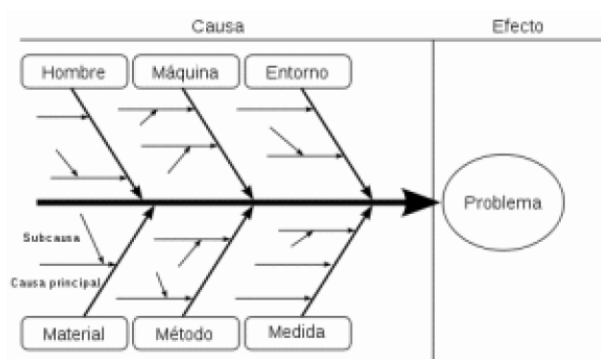 Causa
Efecto
Hombre
Máquina
Entorno
Problema
Subcausa
Causa principal
Material
Método
Medida